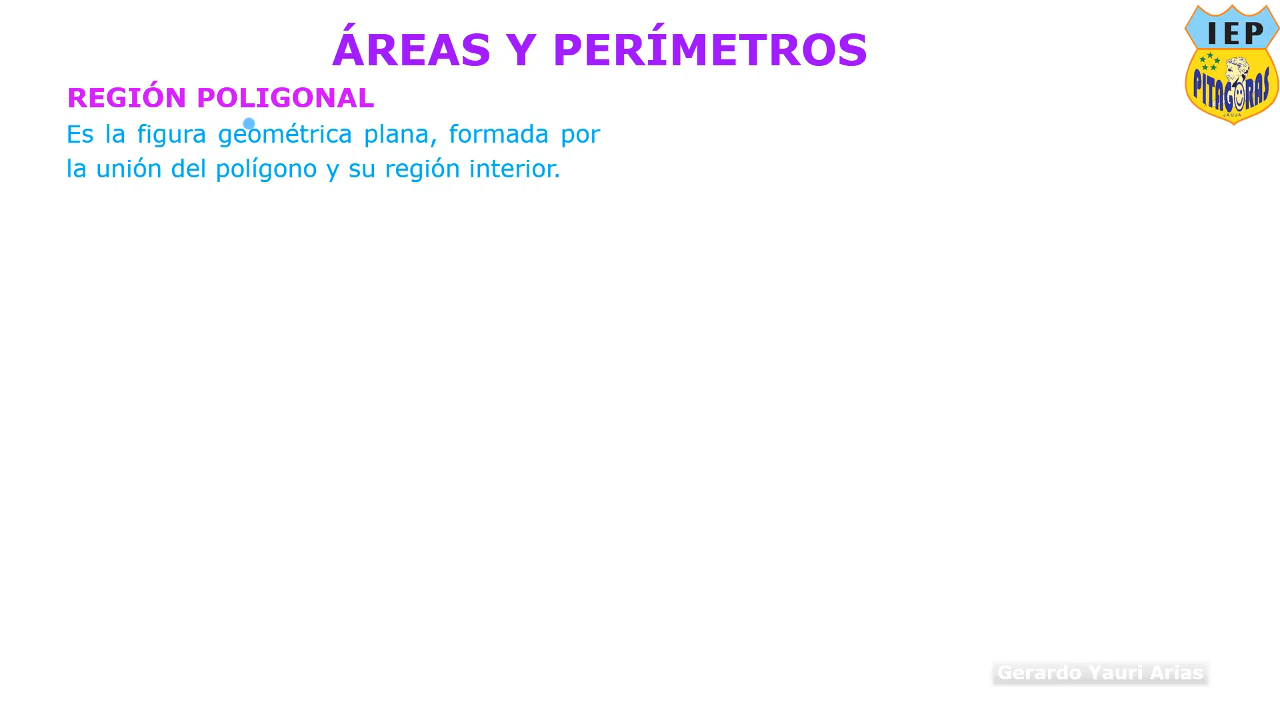 ÁREAS Y PERÍMETROS
IEP
PITAGORAS
JAUJA
REGIÓN POLIGONAL
Es la figura geométrica plana, formada por
la unión del polígono y su región interior.
Gerardo Yauri Arias